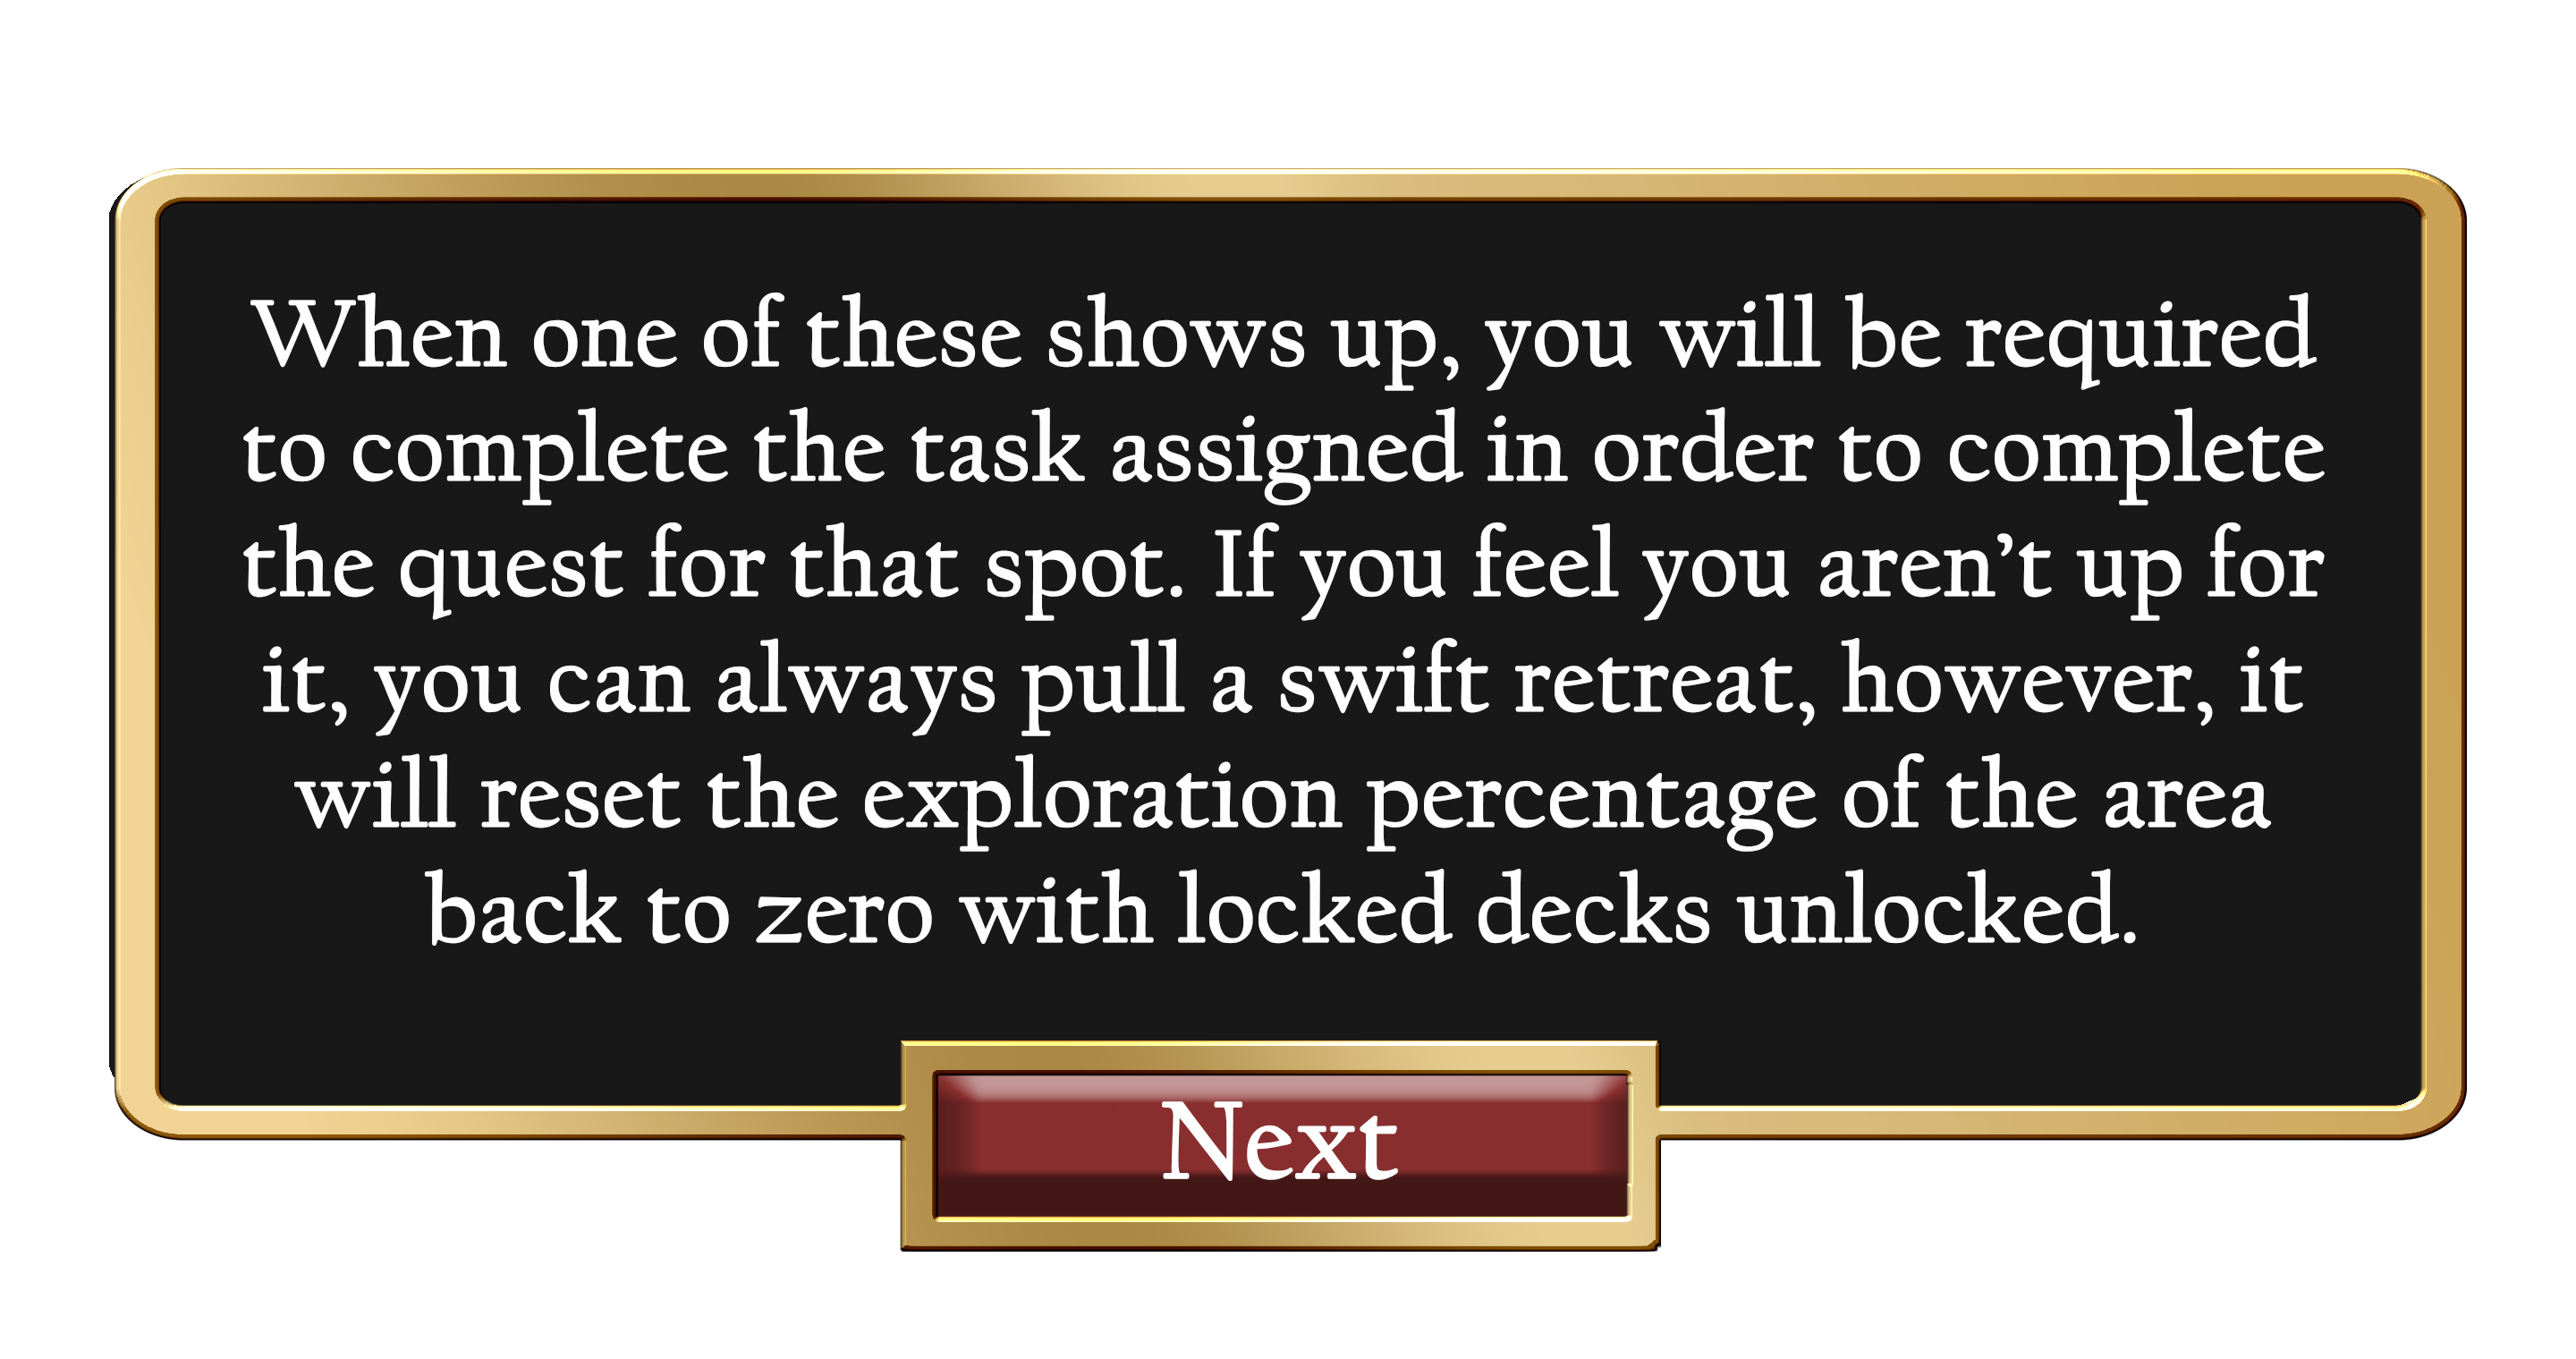 When one of these shows up, you will be required
to complete the task assigned in order to complete
the quest for that spot. If you feel you aren’t up for
it, you can always pull a swift retreat, however, it
will reset the exploration percentage of the area
back to zero with locked decks unlocked.
Next